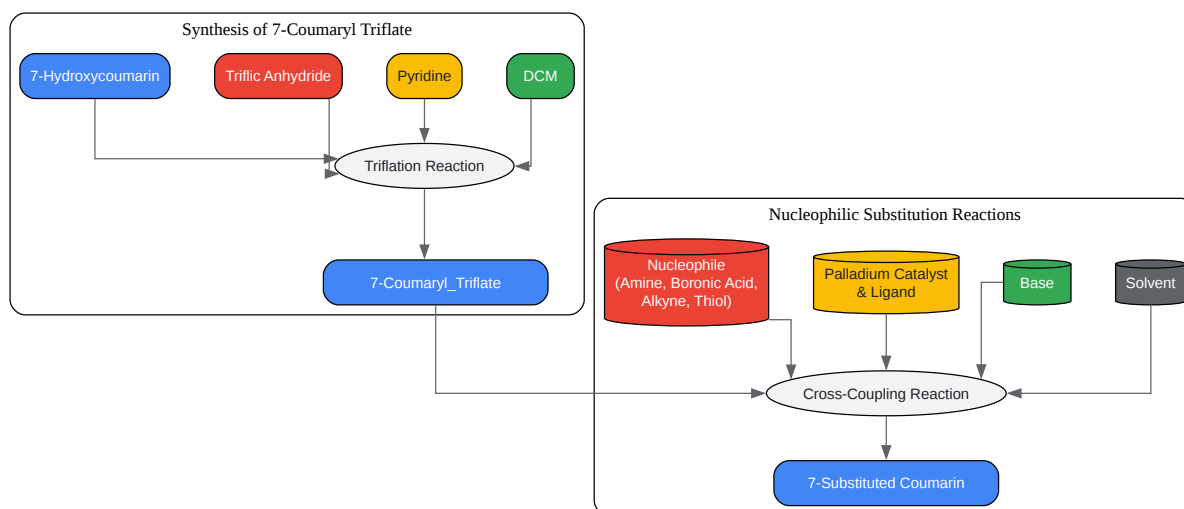 Synthesis of 7-Coumaryl Triflate
7-Hydroxycoumarin
Triflic Anhydride
Pyridine
DCM
Triflation Reaction
7-Coumaryl_Triflate
Nucleophilic Substitution Reactions
Nucleophile
(Amine, Boronic Acid,
Alkyne, Thiol)
Palladium Catalyst
& Ligand
Base
Solvent
Cross-Coupling Reaction
7-Substituted Coumarin